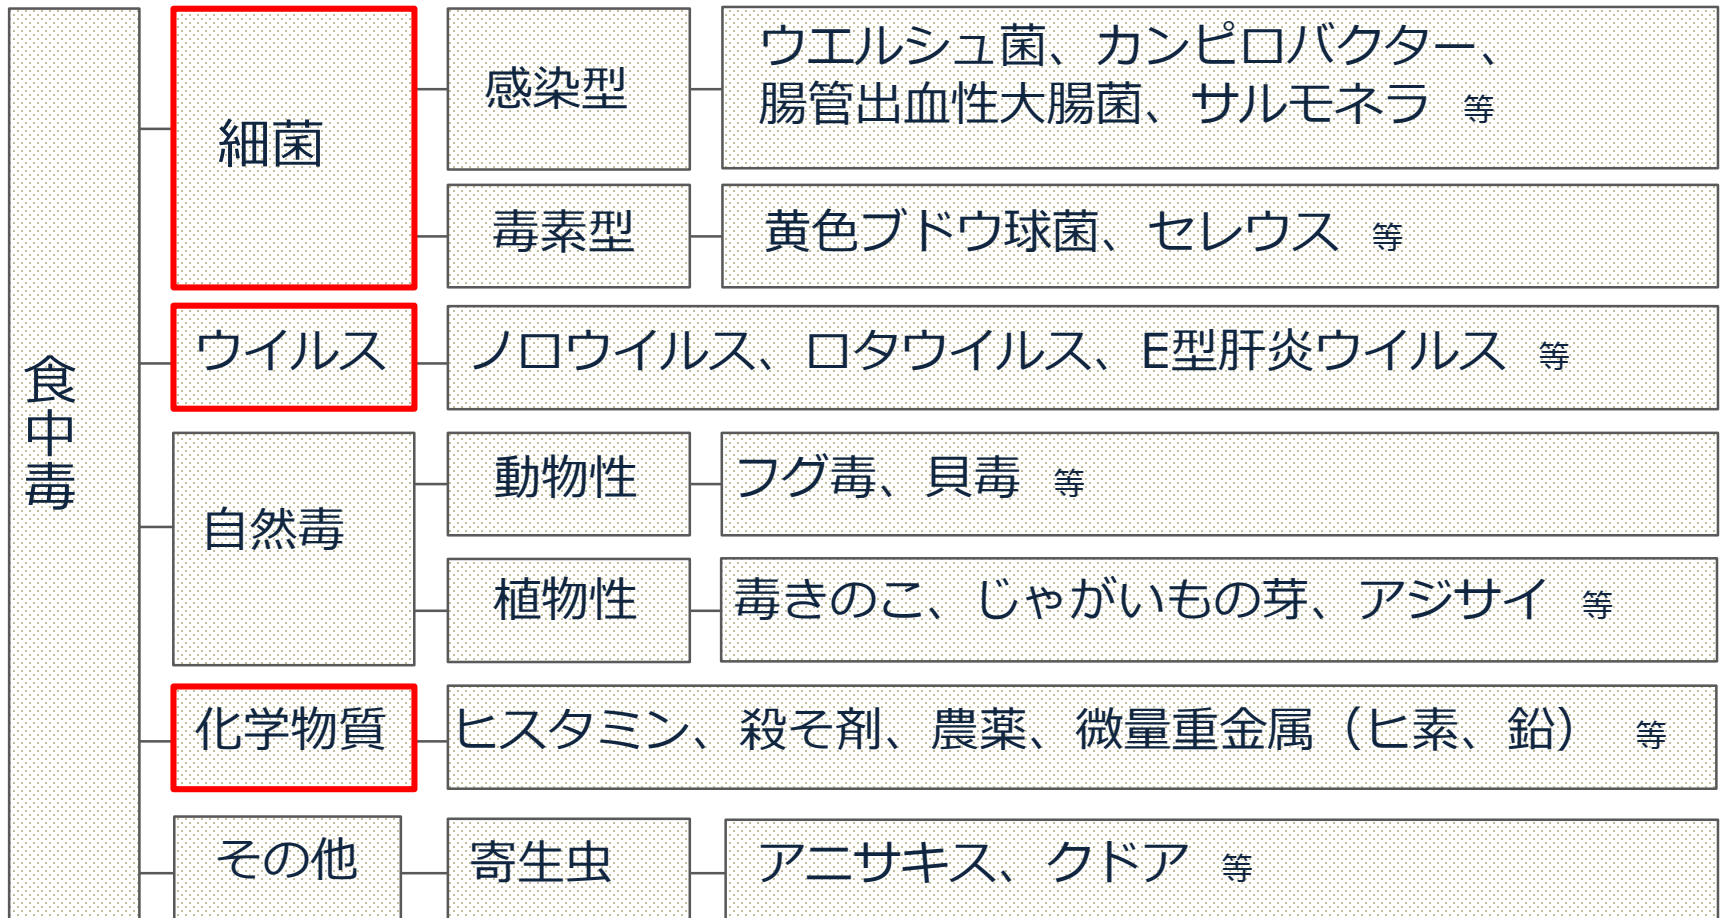 食中毒
細菌
感染型
ウエルシュ菌、カンピロバクター、
腸管出血性大腸菌、サルモネラ 等
毒素型
黄色ブドウ球菌、セレウス 等
ウイルス
ノロウイルス、ロタウイルス、E型肝炎ウイルス 等
自然毒
動物性
フグ毒、貝毒 等
植物性
毒きのこ、じゃがいもの芽、アジサイ 等
化学物質
ヒスタミン、殺そ剤、農薬、微量重金属（ヒ素、鉛） 等
その他
寄生虫
アニサキス、クドア 等